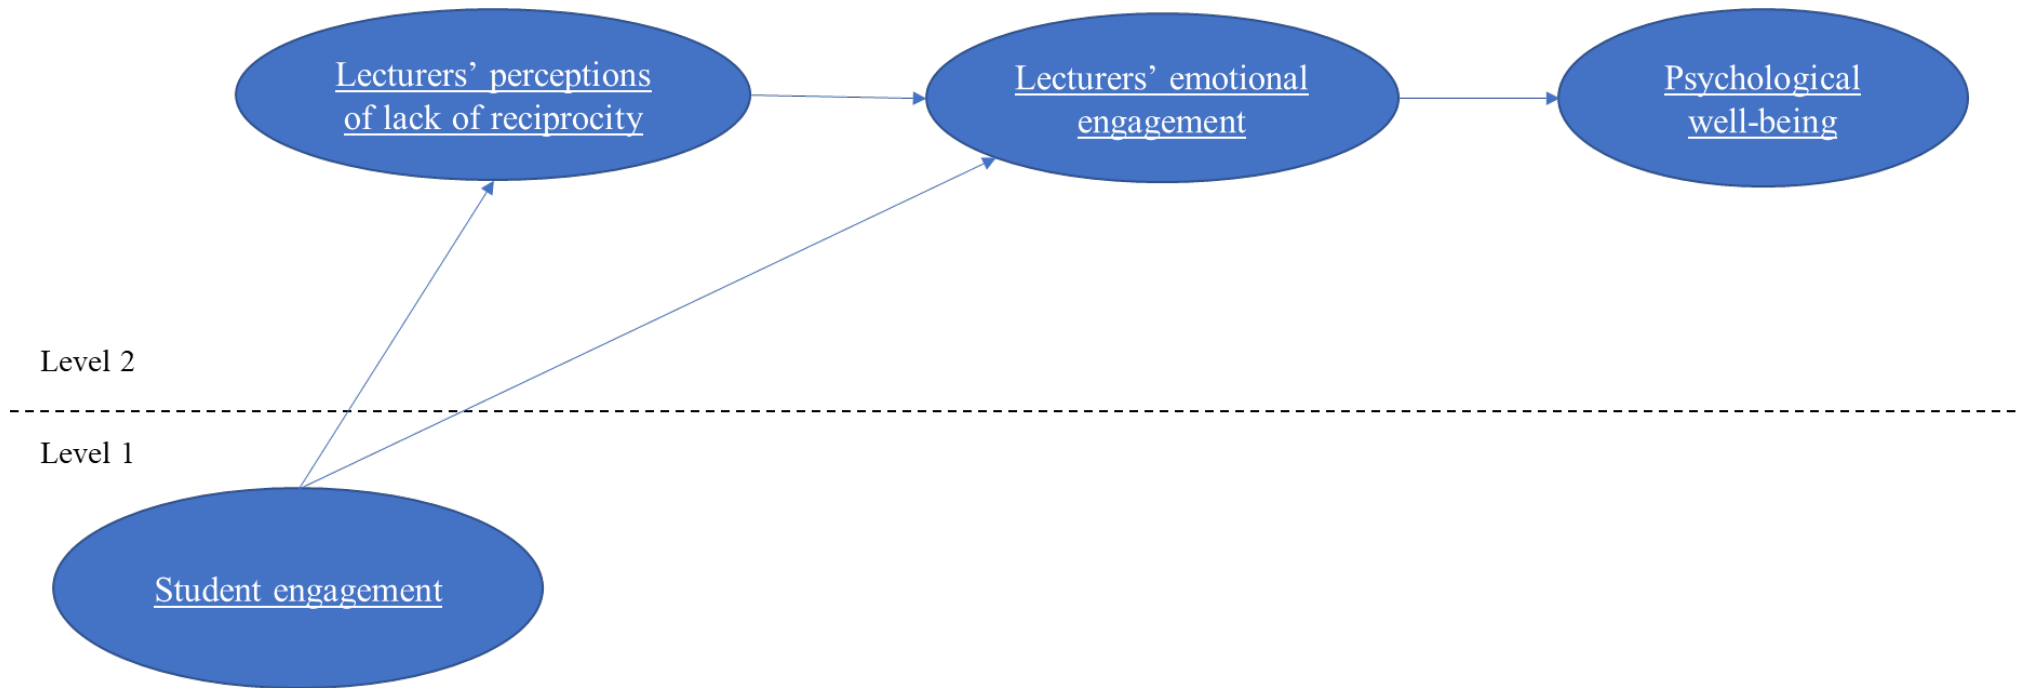 Lecturers’ perceptions
of lack of reciprocity
Lecturers’ emotional
engagement
Psychological
well-being
Level 2
Level 1
Student engagement